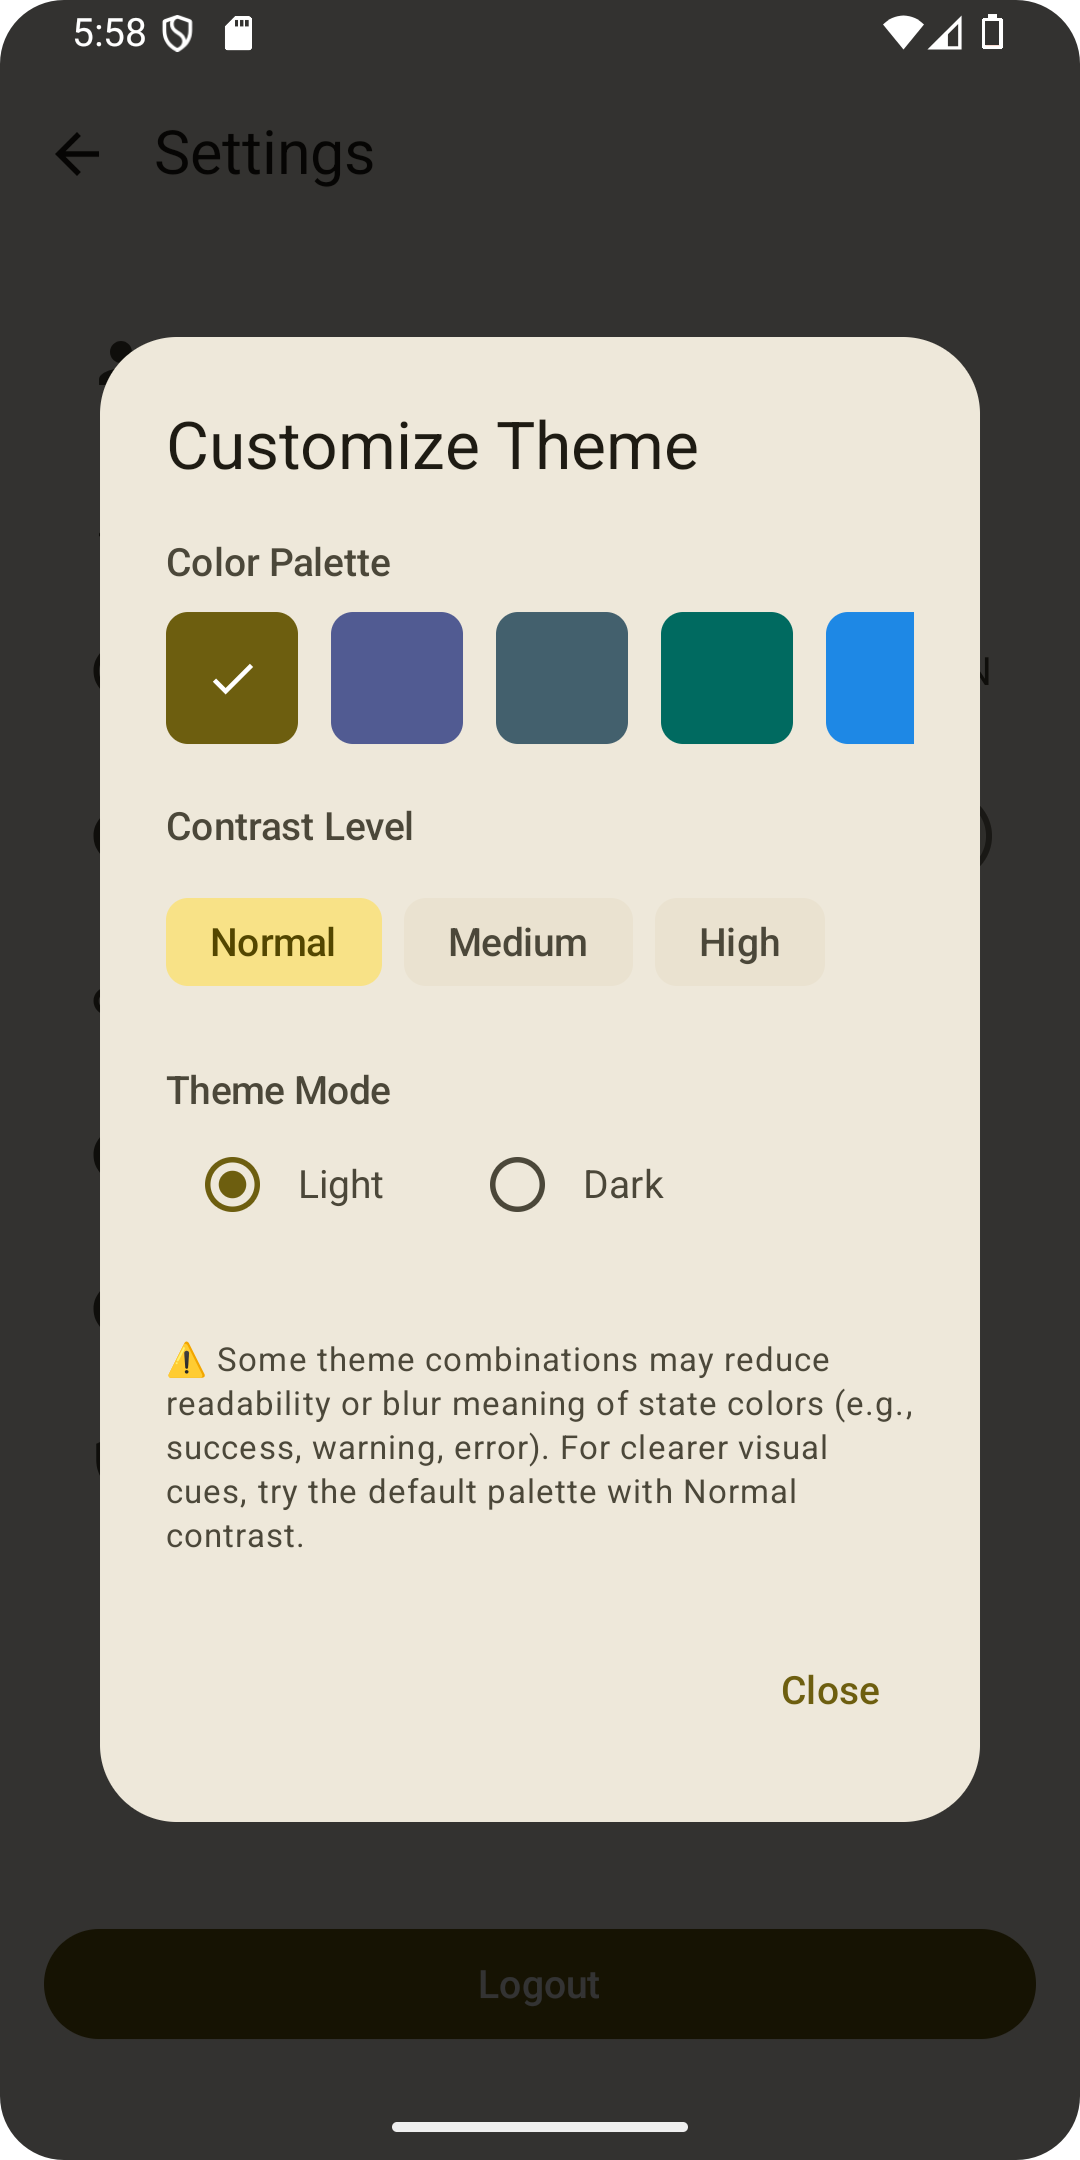 5:58
Settings
Customize Theme
Color Palette
N
Contrast Level
Normal Medium High
Theme Mode
Light Dark
⚠️ Some theme combinations may reduce
readability or blur meaning of state colors (e.g.,
success, warning, error). For clearer visual
cues, try the default palette with Normal
contrast.
Close
Logout